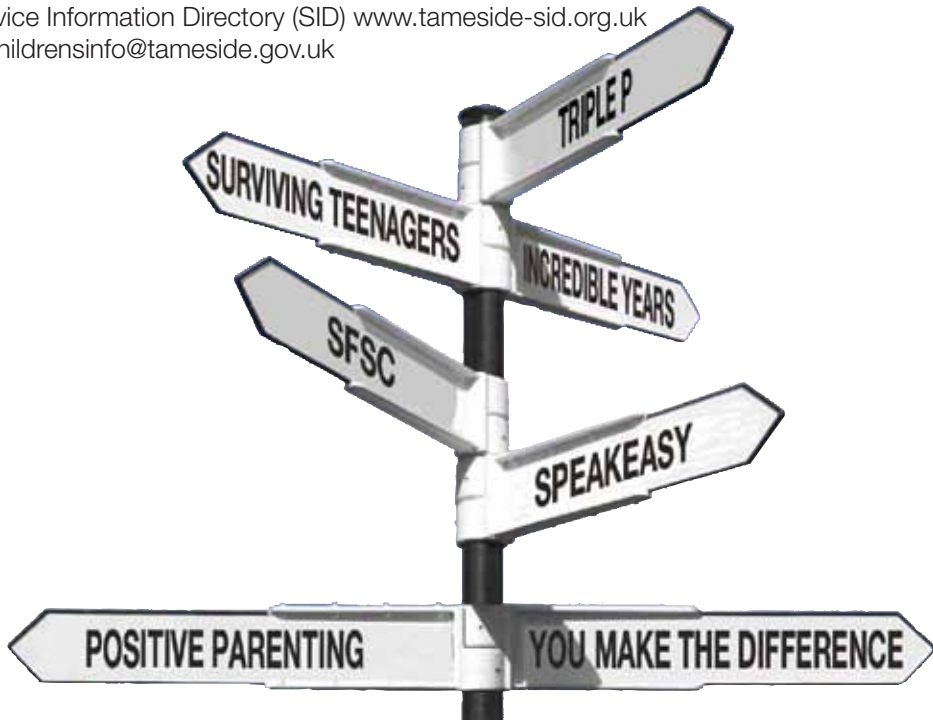 vice Information Directory (SID) www.tameside-sid.org.uk
hildrensinfo@tameside.gov.uk
TRIPLE P
SURVIVING TEENAGERS
INCREDIBLE YEARS
SFSC
SPEAKEASY
POSITIVE PARENTING
YOU MAKE THE DIFFERENCE